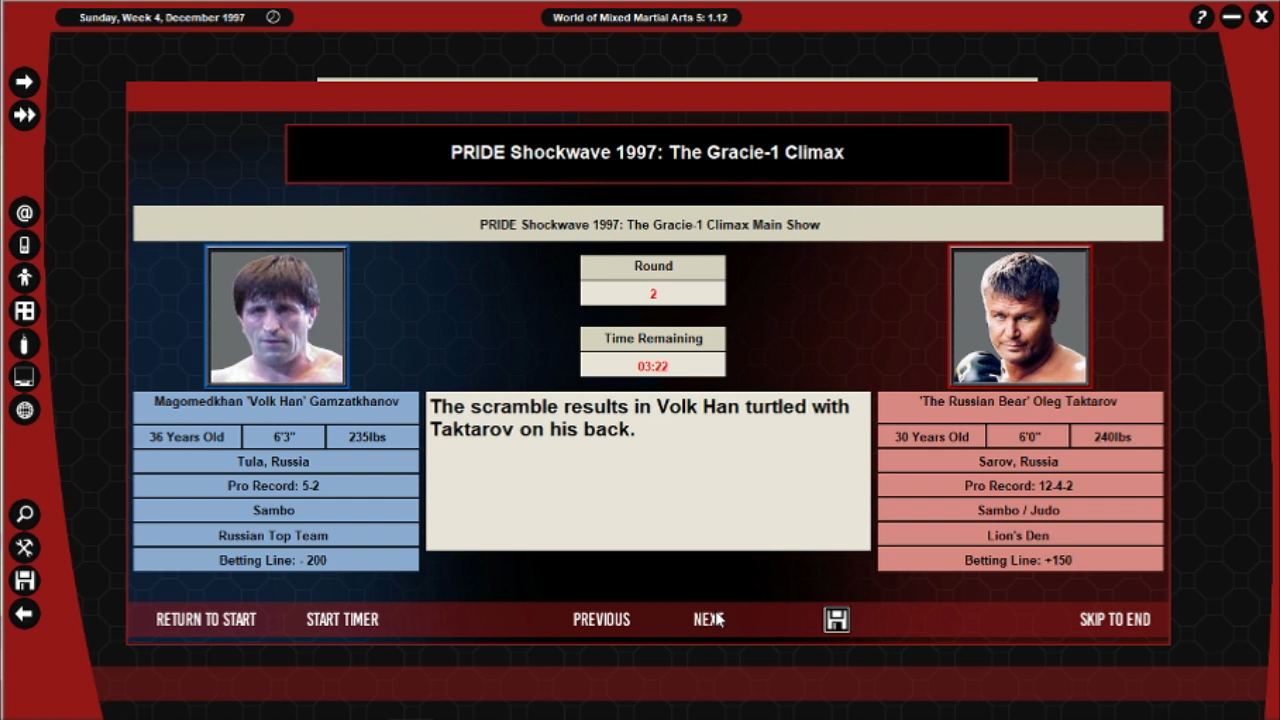 Sunday, Week 4, December 1997
World of Mixed Martial Arts 5: 1.12
?
X
@
PRIDE Shockwave 1997: The Gracie-1 Climax
PRIDE Shockwave 1997: The Gracie-1 Climax Main Show
Round
2
Time Remaining
03:22
Magomedkhan 'Volk Han' Gamzatkhanov
36 Years Old 6'3" 235lbs
Tula, Russia
Pro Record: 5-2
Sambo
Russian Top Team
Betting Line: - 200
The scramble results in Volk Han turtled with
Taktarov on his back.
'The Russian Bear' Oleg Taktarov
30 Years Old 6'0" 240lbs
Sarov, Russia
Pro Record: 12-4-2
Sambo / Judo
Lion's Den
Betting Line: +150
RETURN TO START START TIMER PREVIOUS NEXT SKIP TO END